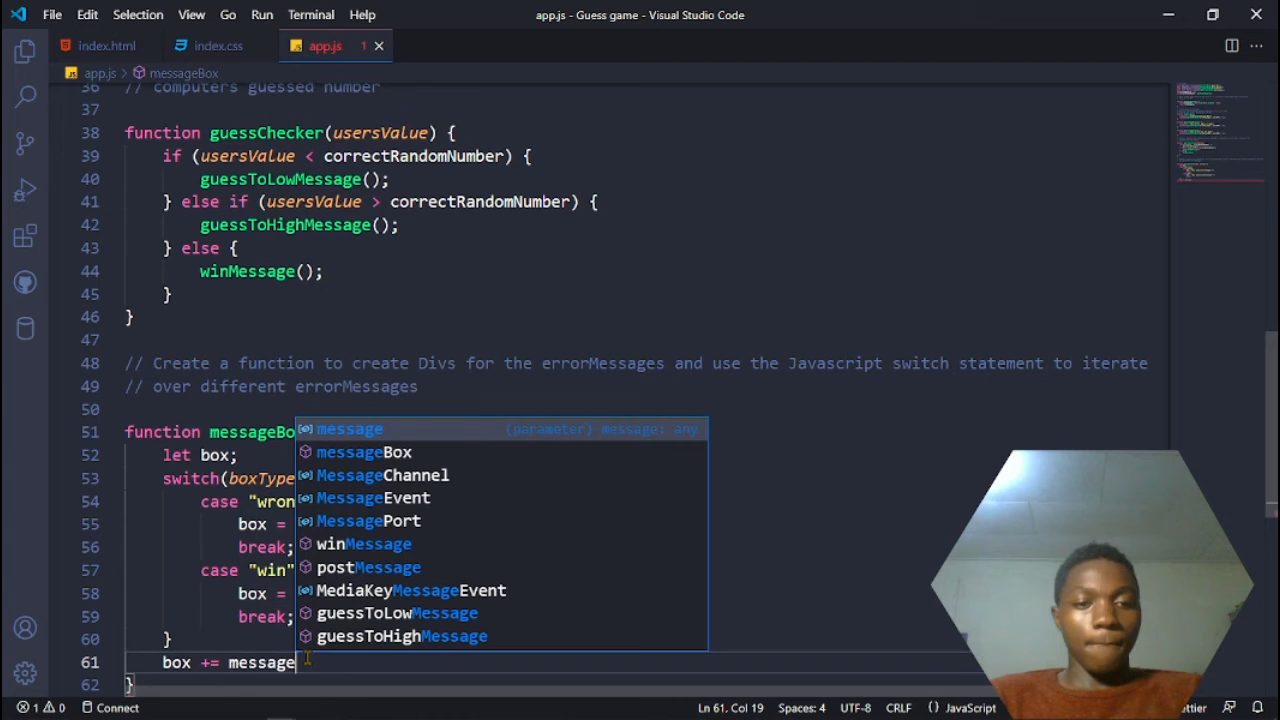 File Edit Selection View Go Run Terminal Help
app.js - Guess game - Visual Studio Code
index.html
index.css
app.js 1
app.js > messageBox
36 // computers guessed number
37
38 function guessChecker(usersValue) {
39 if (usersValue < correctRandomNumber) {
40 guessToLowMessage();
41 } else if (usersValue > correctRandomNumber) {
42 guessToHighMessage();
43 } else {
44 winMessage();
45 }
46 }
47
48 // Create a function to create Divs for the errorMessages and use the Javascript switch statement to iterate
49 // over different errorMessages
50
51 function messageBo
52 let box;
53 switch(boxType
54 case "wron
55 box =
56 break;
57 case "win"
58 box =
59 break;
60 }
61 box += message
62 }
message (parameter) message: any
messageBox
MessageChannel
MessageEvent
MessagePort
winMessage
postMessage
MediaKeyMessageEvent
guessToLowMessage
guessToHighMessage
1 0 Connect
Ln 61, Col 19 Spaces: 4 UTF-8 CRLF {} JavaScript ettier